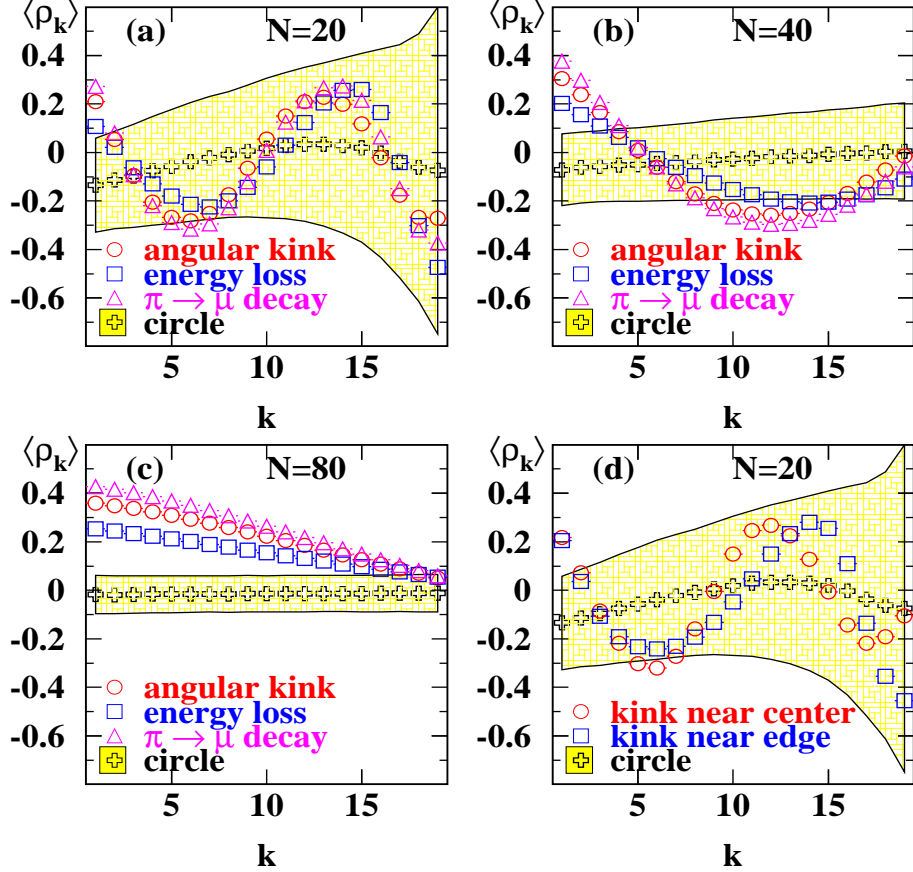 ⟨ρk⟩
(a) N=20
0.4
0.2
0
-0.2
-0.4
-0.6
angular kink
energy loss
π → μ decay
circle
5 10 15
k
⟨ρk⟩
(b) N=40
0.4
0.2
0
-0.2
-0.4
-0.6
angular kink
energy loss
π → μ decay
circle
5 10 15
k
⟨ρk⟩
(c) N=80
0.4
0.2
0
-0.2
-0.4
-0.6
angular kink
energy loss
π → μ decay
circle
5 10 15
k
⟨ρk⟩
(d) N=20
0.4
0.2
0
-0.2
-0.4
-0.6
kink near center
kink near edge
circle
5 10 15
k